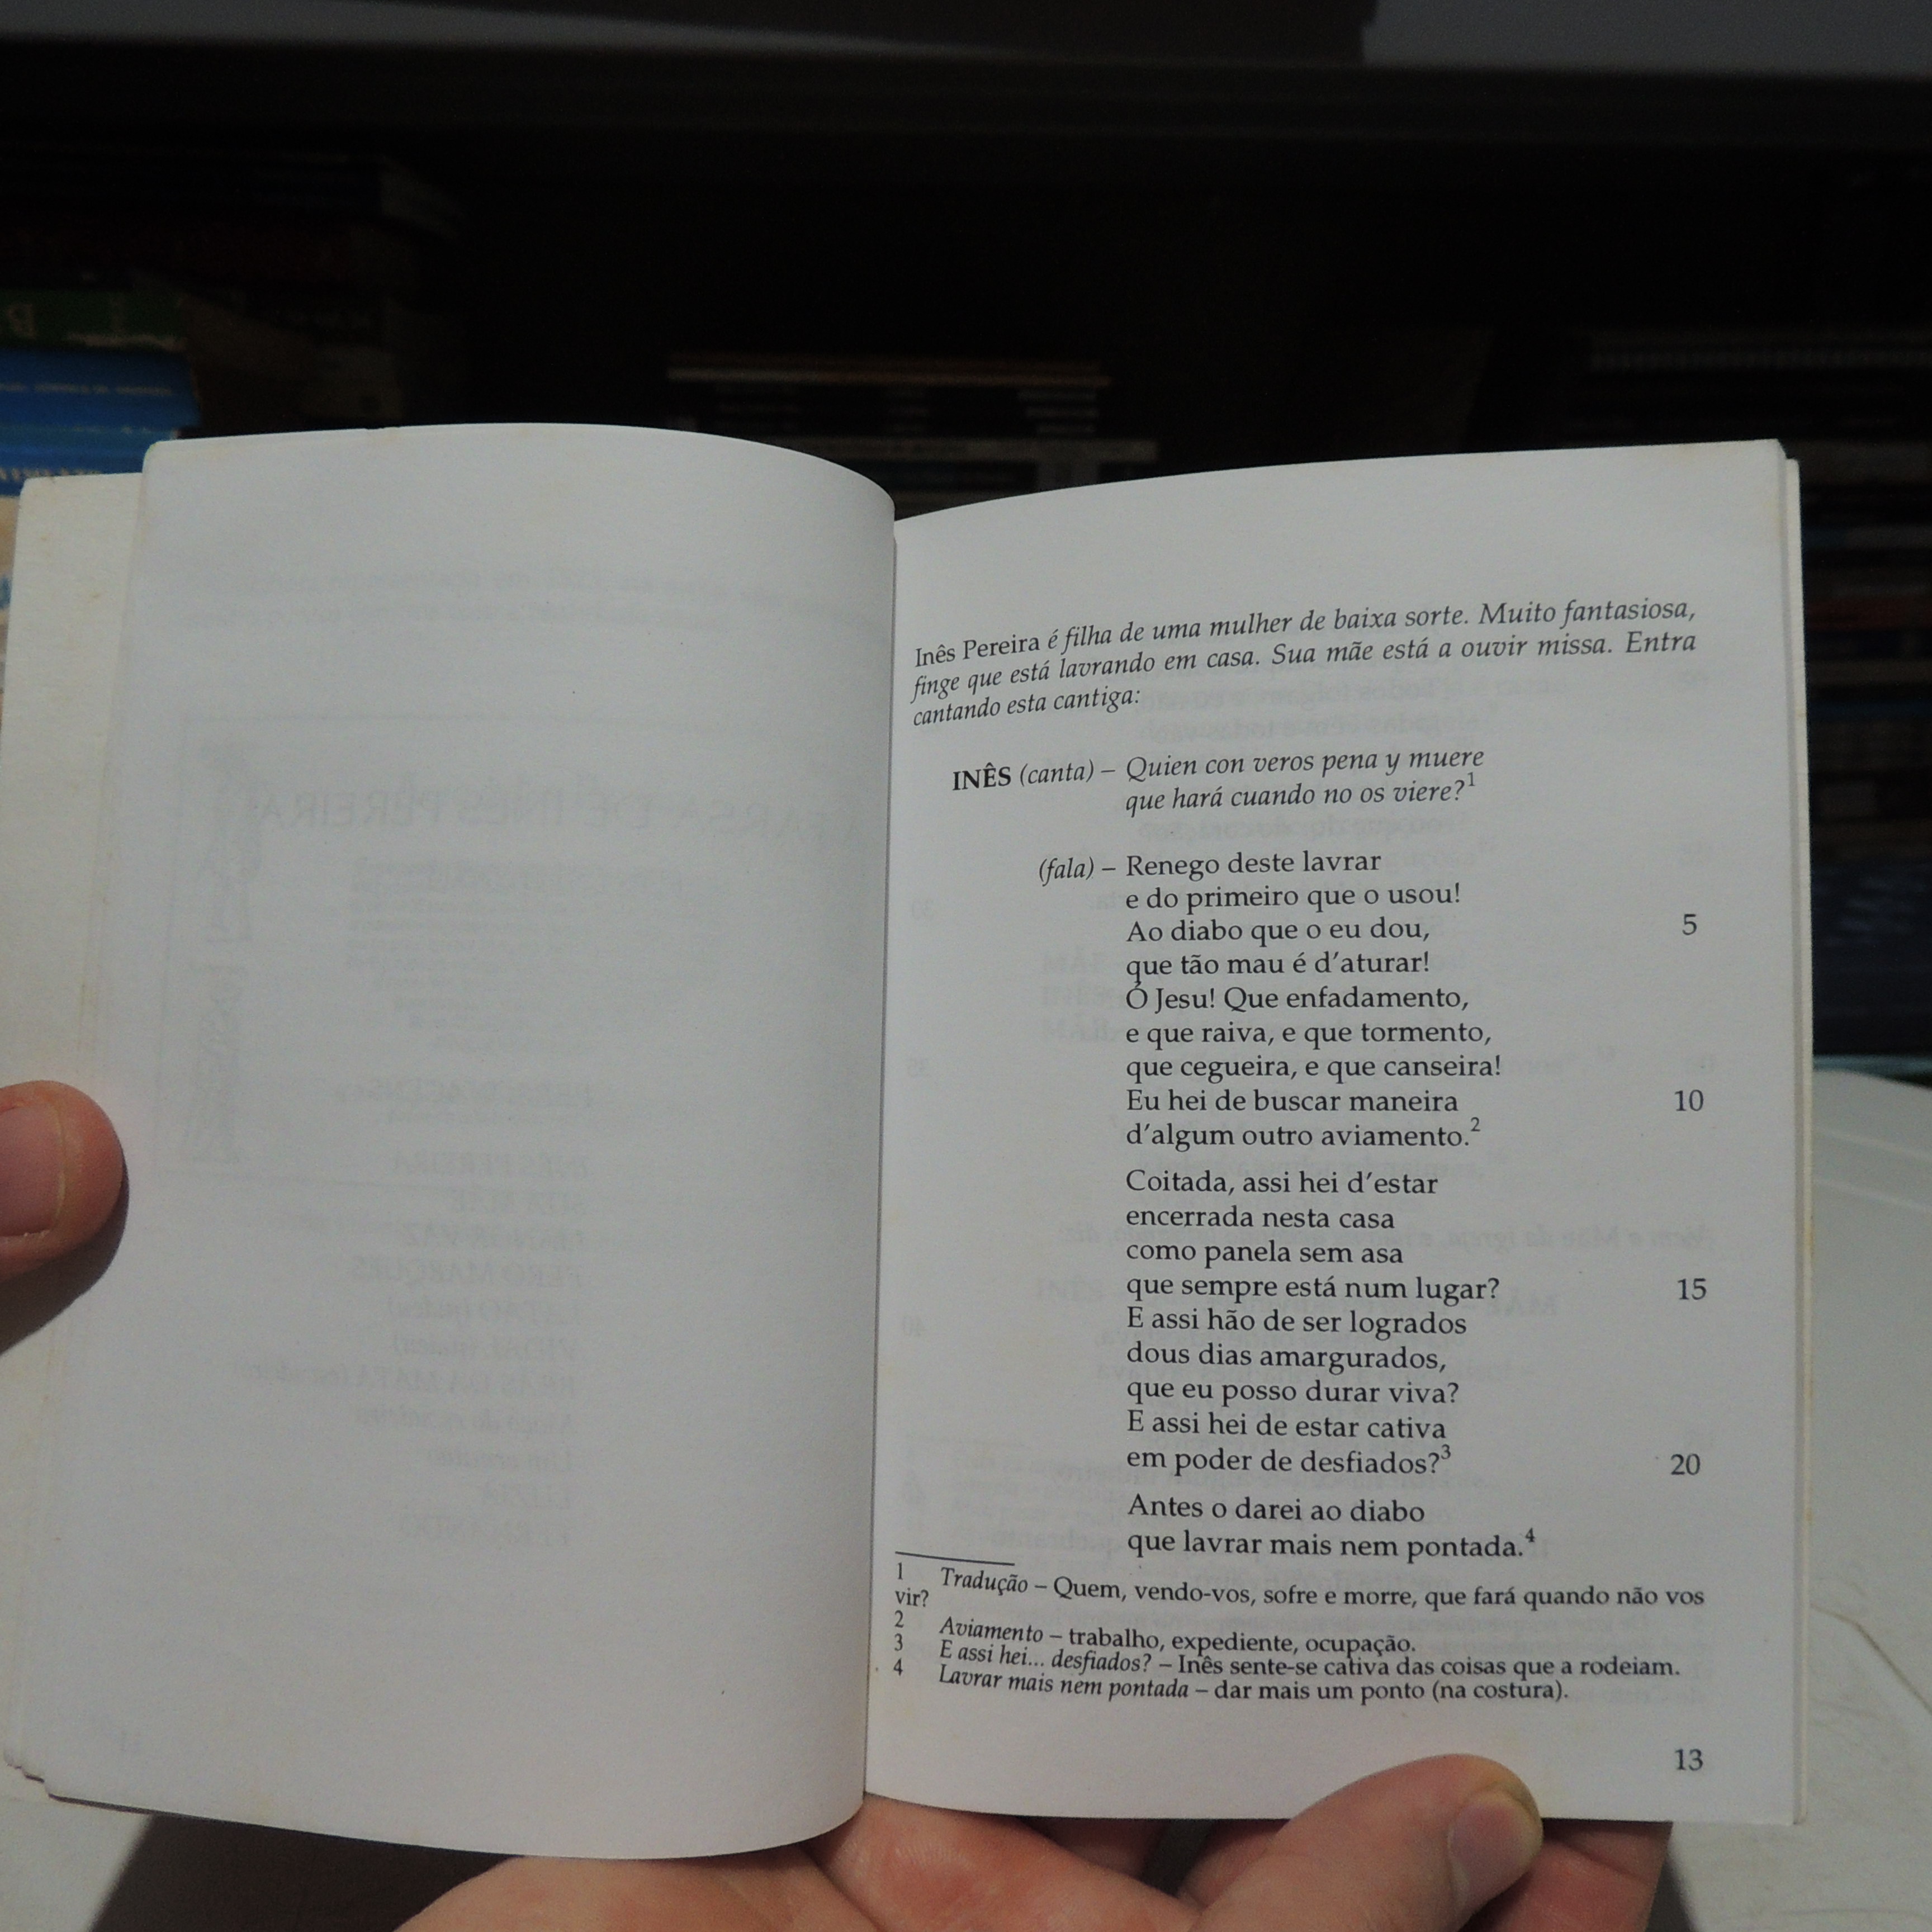 Inês Pereira é filha de uma mulher de baixa sorte. Muito fantasiosa,
finge que está lavrando em casa. Sua mãe está a ouvir missa. Entra
cantando esta cantiga:
INÊS (canta) – Quien con veros pena y muere
que hará cuando no os viere?1
(fala) – Renego deste lavrar
e do primeiro que o usou!
Ao diabo que o eu dou, 5
que tão mau é d'aturar!
Ó Jesu! Que enfadamento,
e que raiva, e que tormento,
que cegueira, e que canseira!
Eu hei de buscar maneira 10
d'algum outro aviamento.2
Coitada, assi hei d'estar
encerrada nesta casa
como panela sem asa
que sempre está num lugar? 15
E assi hão de ser logrados
dous dias amargurados,
que eu posso durar viva?
E assi hei de estar cativa
em poder de desfiados?3 20
Antes o darei ao diabo
que lavrar mais nem pontada.4
1 Tradução – Quem, vendo-vos, sofre e morre, que fará quando não vos
vir?
2 Aviamento – trabalho, expediente, ocupação.
3 E assi hei... desfiados? – Inês sente-se cativa das coisas que a rodeiam.
4 Lavrar mais nem pontada – dar mais um ponto (na costura).
13